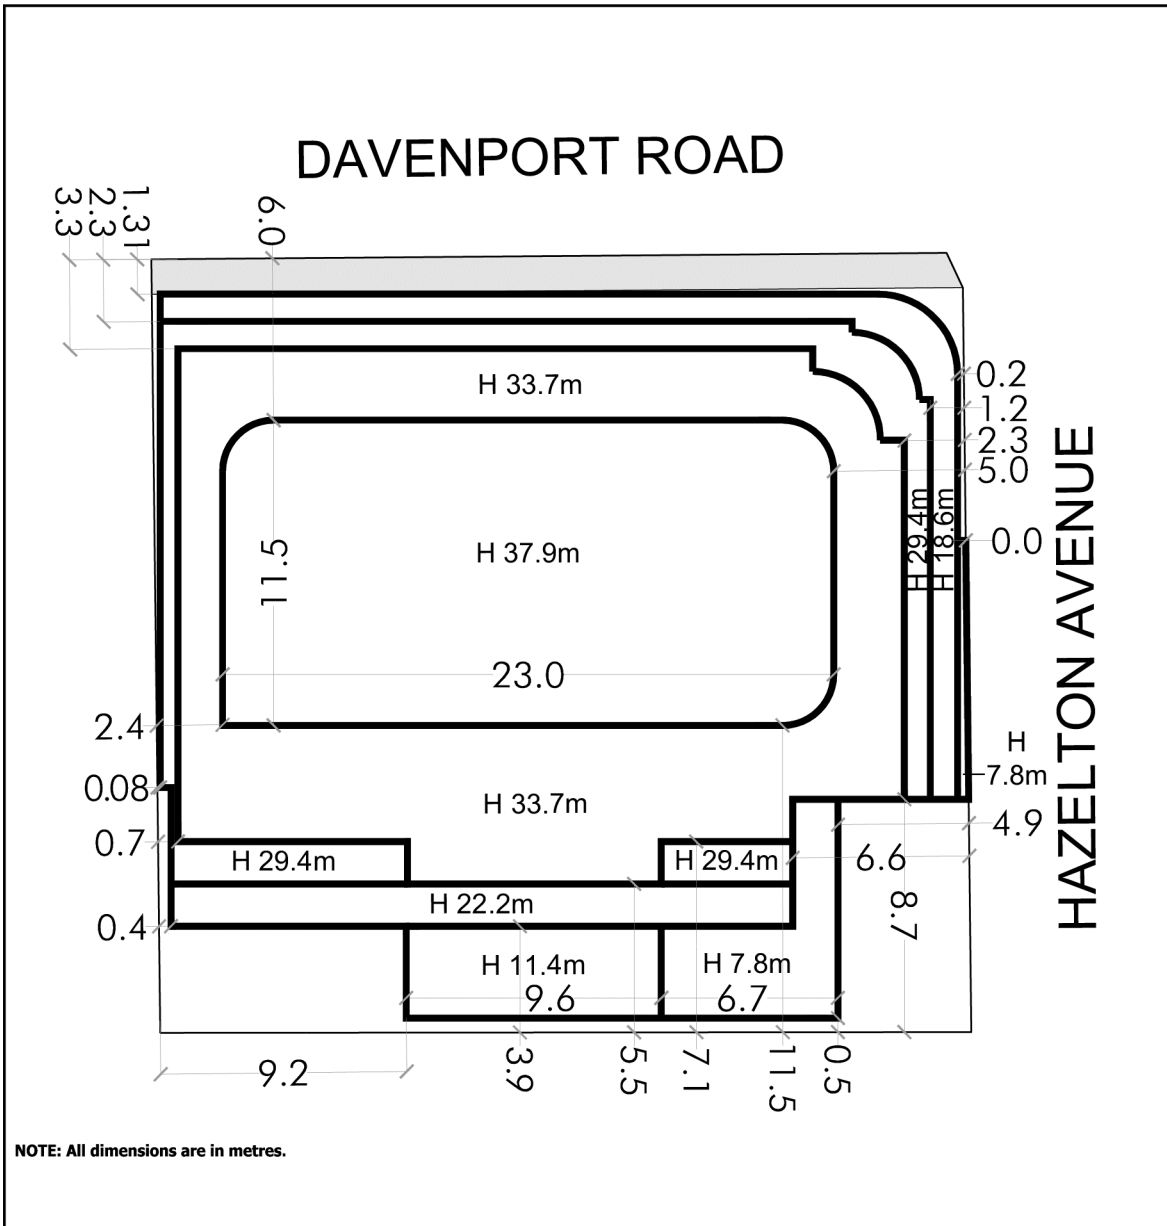 DAVENPORT ROAD
3.3
2.3
1.31
6.0
H 33.7m
0.2
1.2
2.3
5.0
0.0
HAZELTON AVENUE
H 29.4m
H 18.6m
H 37.9m
11.5
23.0
2.4
H
7.8m
0.08
H 33.7m
4.9
0.7
H 29.4m
H 29.4m
6.6
8.7
H 22.2m
0.4
H 11.4m
H 7.8m
9.6
6.7
9.2
3.9
5.5
7.1
11.5
0.5
NOTE: All dimensions are in metres.